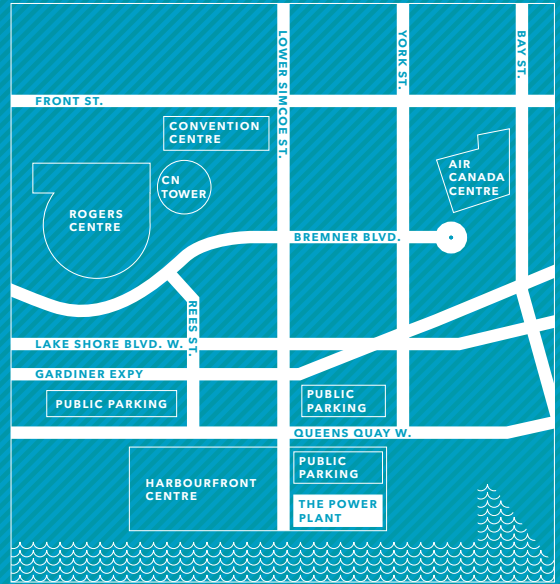 LOWER SIMCOE ST.
YORK ST.
BAY ST.
FRONT ST.
CONVENTION
CENTRE
CN
TOWER
AIR
CANADA
CENTRE
ROGERS
CENTRE
BREMNER BLVD.
REES ST.
LAKE SHORE BLVD. W.
GARDINER EXPY
PUBLIC PARKING
PUBLIC
PARKING
QUEENS QUAY W.
HARBOURFRONT
CENTRE
PUBLIC
PARKING
THE POWER
PLANT